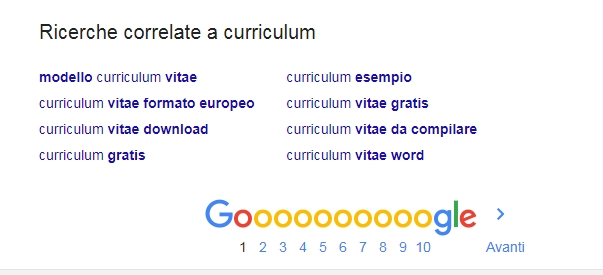 Ricerche correlate a curriculum
modello curriculum vitae
curriculum vitae formato europeo
curriculum vitae download
curriculum gratis
curriculum esempio
curriculum vitae gratis
curriculum vitae da compilare
curriculum vitae word
Goooooooooogle
1 2 3 4 5 6 7 8 9 10 Avanti